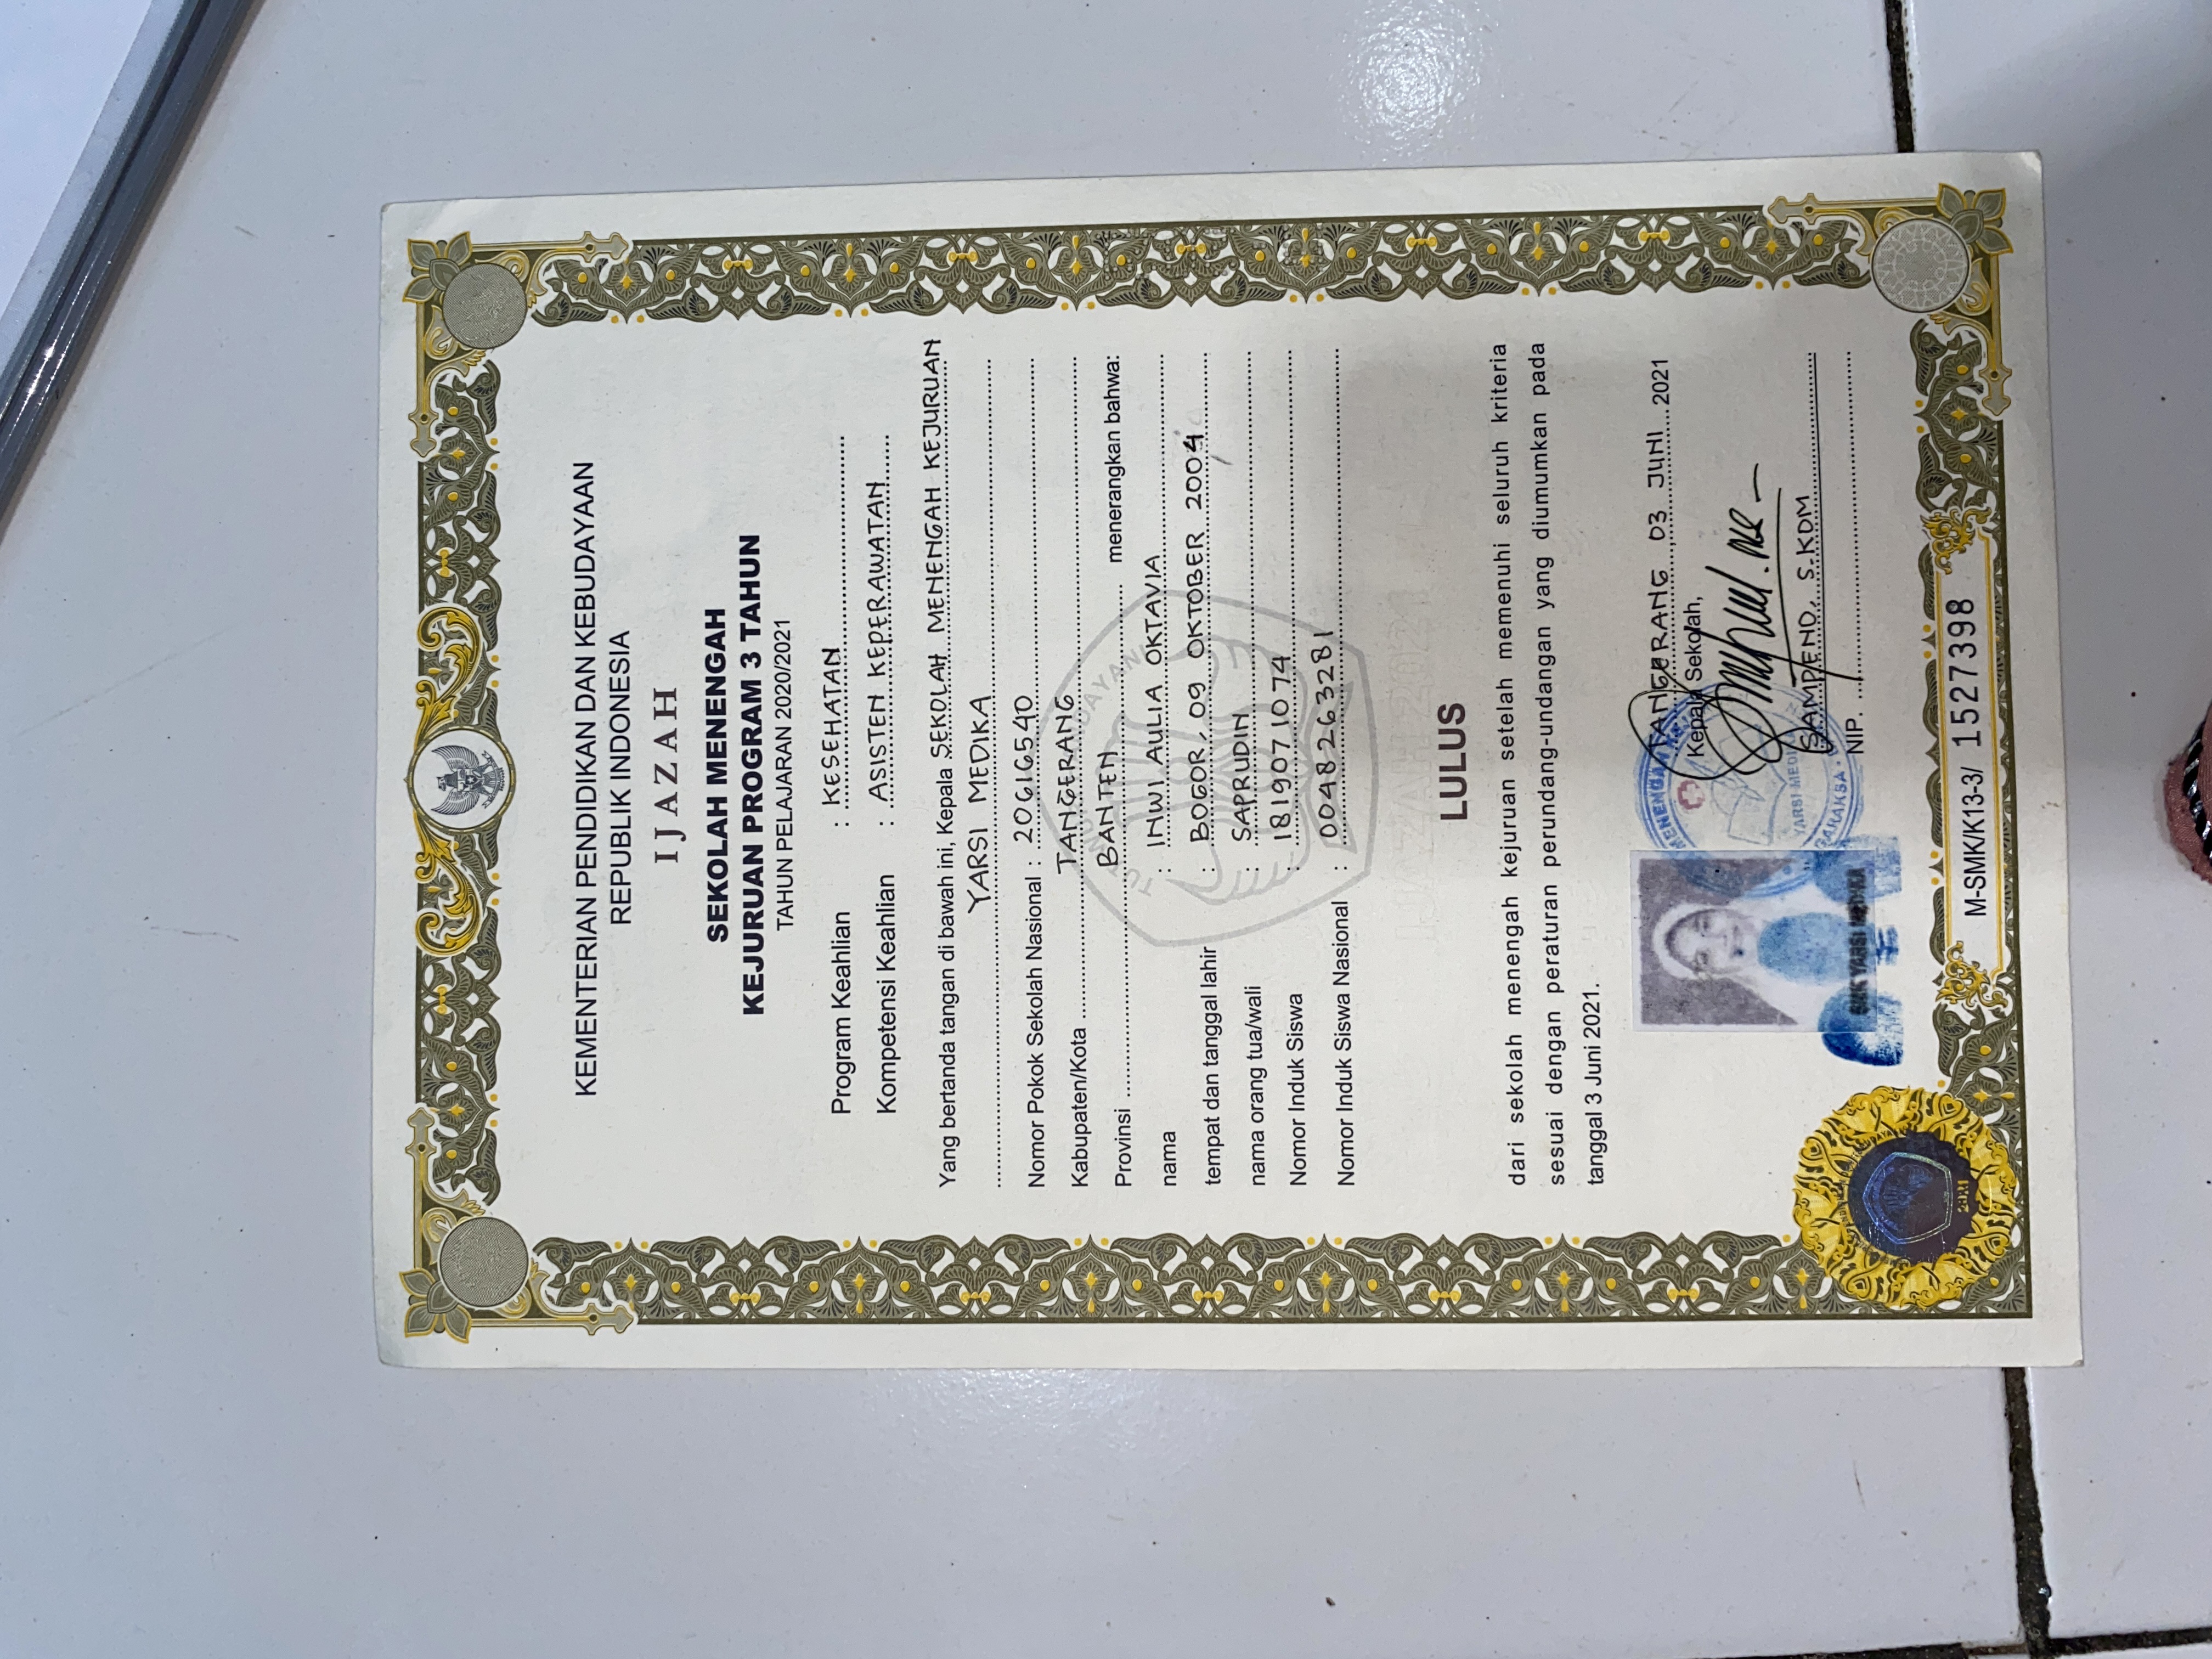 KEMENTERIAN PENDIDIKAN DAN KEBUDAYAAN
REPUBLIK INDONESIA
IJAZAH
SEKOLAH MENENGAH
KEJURUAN PROGRAM 3 TAHUN
TAHUN PELAJARAN 2020/2021
Program Keahlian : KESEHATAN
Kompetensi Keahlian : ASISTEN KEPERAWATAN
Yang bertanda tangan di bawah ini, Kepala SEKOLAH MENENGAH KEJURUAN
YARSI MEDIKA
Nomor Pokok Sekolah Nasional : 20616540
Kabupaten/Kota TANGERANG
Provinsi BANTEN menerangkan bahwa:
nama : INWI AULIA OKTAVIA
tempat dan tanggal lahir : BOGOR, 09 OKTOBER 2004
nama orang tua/wali : SAPRUDIN
Nomor Induk Siswa : 1819071074
Nomor Induk Siswa Nasional : 0048263281
IJAZAH 2021
LULUS
dari sekolah menengah kejuruan setelah memenuhi seluruh kriteria
sesuai dengan peraturan perundang-undangan yang diumumkan pada
tanggal 3 Juni 2021.
TANGERANG, 03 JUNI 2021
Kepala Sekolah,
MENENGAH
YARSI MEDIKA
SAMPENO, S.KOM
NIP.
SMK YARSI MEDIKA
2021
M-SMK/K13-3/ 1527398